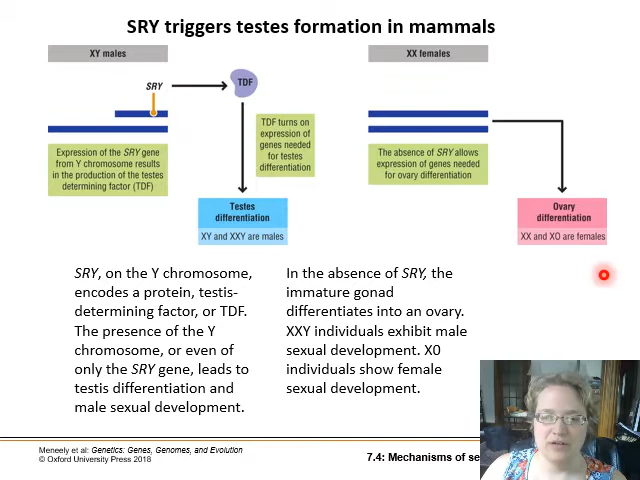 SRY triggers testes formation in mammals
XY males
SRY
TDF
Expression of the SRY gene
from Y chromosome results
in the production of the testes
determining factor (TDF)
TDF turns on
expression of
genes needed
for testes
differentiation
Testes
differentiation
XY and XXY are males
XX females
The absence of SRY allows
expression of genes needed
for ovary differentiation
Ovary
differentiation
XX and XO are females
SRY, on the Y chromosome,
encodes a protein, testis-
determining factor, or TDF.
The presence of the Y
chromosome, or even of
only the SRY gene, leads to
testis differentiation and
male sexual development.
In the absence of SRY, the
immature gonad
differentiates into an ovary.
XXY individuals exhibit male
sexual development. X0
individuals show female
sexual development.
Meneely et al: Genetics: Genes, Genomes, and Evolution
© Oxford University Press 2018
7.4: Mechanisms of